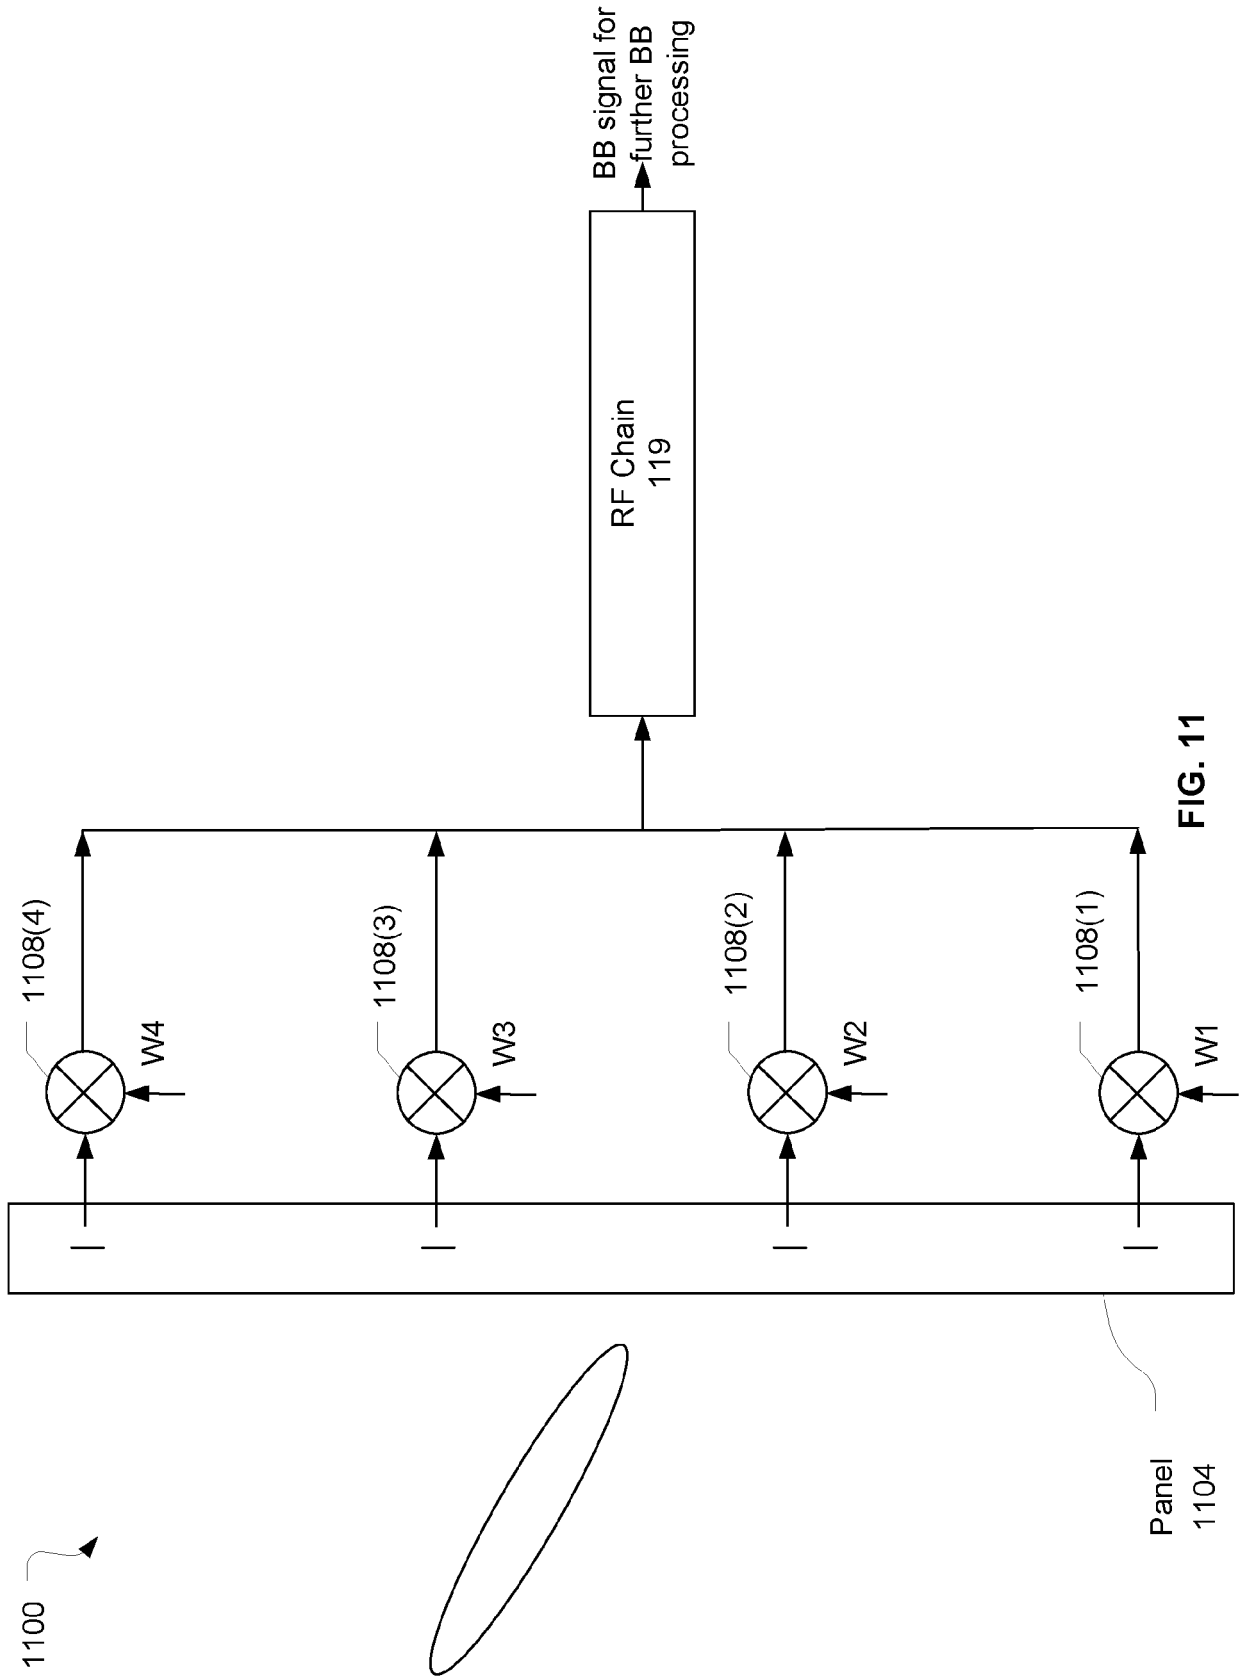 1100
1108(4)
W4
1108(3)
W3
1108(2)
W2
1108(1)
W1
Panel
1104
RF Chain
119
BB signal for
further BB
processing
FIG. 11